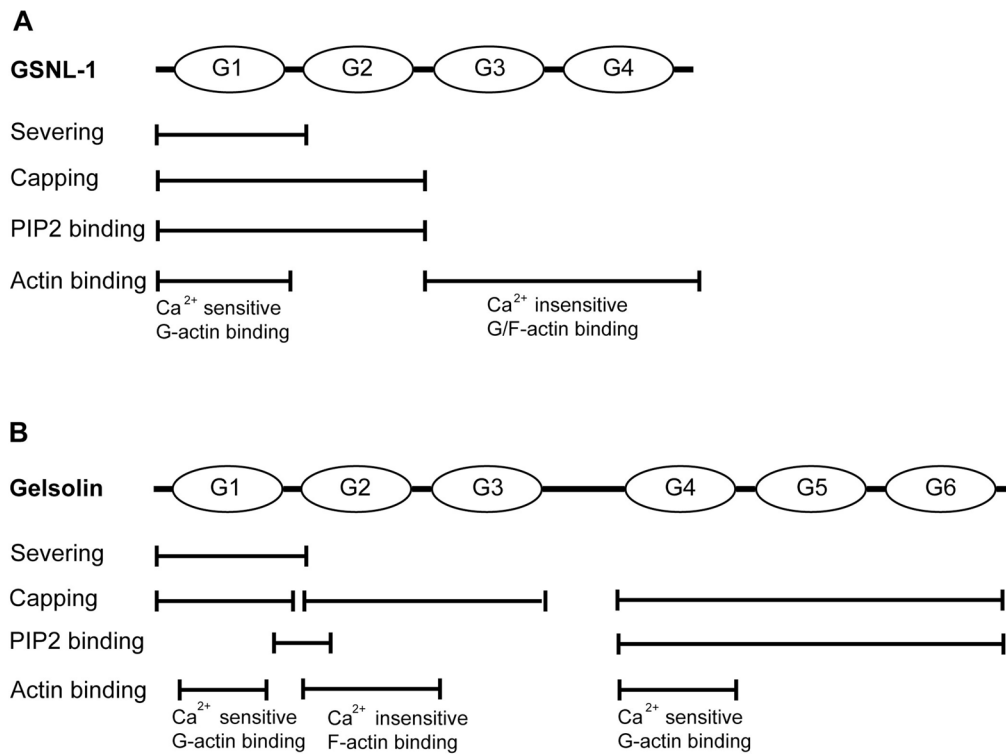 A
GSNL-1 G1 G2 G3 G4
Severing
Capping
PIP2 binding
Actin binding
Ca2+ sensitive
G-actin binding
Ca2+ insensitive
G/F-actin binding
B
Gelsolin G1 G2 G3 G4 G5 G6
Severing
Capping
PIP2 binding
Actin binding
Ca2+ sensitive
G-actin binding
Ca2+ insensitive
F-actin binding
Ca2+ sensitive
G-actin binding